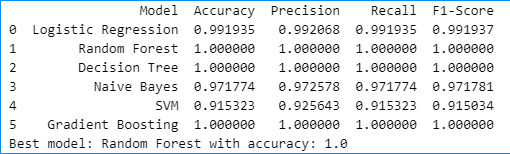 Model Accuracy Precision Recall F1-Score
0 Logistic Regression 0.991935 0.992068 0.991935 0.991937
1 Random Forest 1.000000 1.000000 1.000000 1.000000
2 Decision Tree 1.000000 1.000000 1.000000 1.000000
3 Naive Bayes 0.971774 0.972578 0.971774 0.971781
4 SVM 0.915323 0.925643 0.915323 0.915034
5 Gradient Boosting 1.000000 1.000000 1.000000 1.000000
Best model: Random Forest with accuracy: 1.0